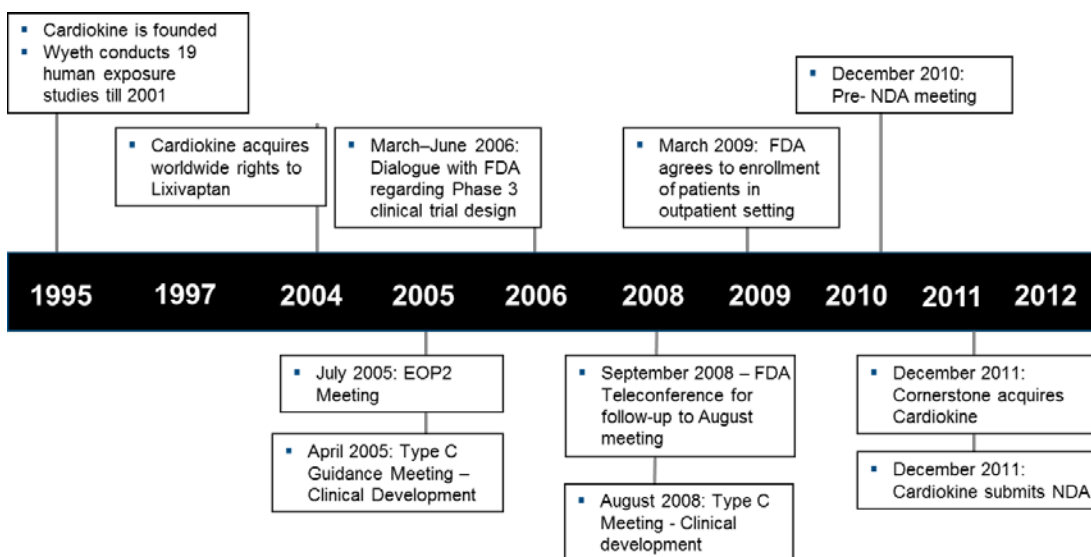 Cardiokine is founded
Wyeth conducts 19
human exposure
studies till 2001
December 2010:
Pre- NDA meeting
Cardiokine acquires
worldwide rights to
Lixivaptan
March–June 2006:
Dialogue with FDA
regarding Phase 3
clinical trial design
March 2009: FDA
agrees to enrollment
of patients in
outpatient setting
1995 1997 2004 2005 2006 2008 2009 2010 2011 2012
July 2005: EOP2
Meeting
April 2005: Type C
Guidance Meeting –
Clinical Development
September 2008 – FDA
Teleconference for
follow-up to August
meeting
August 2008: Type C
Meeting - Clinical
development
December 2011:
Cornerstone acquires
Cardiokine
December 2011:
Cardiokine submits NDA